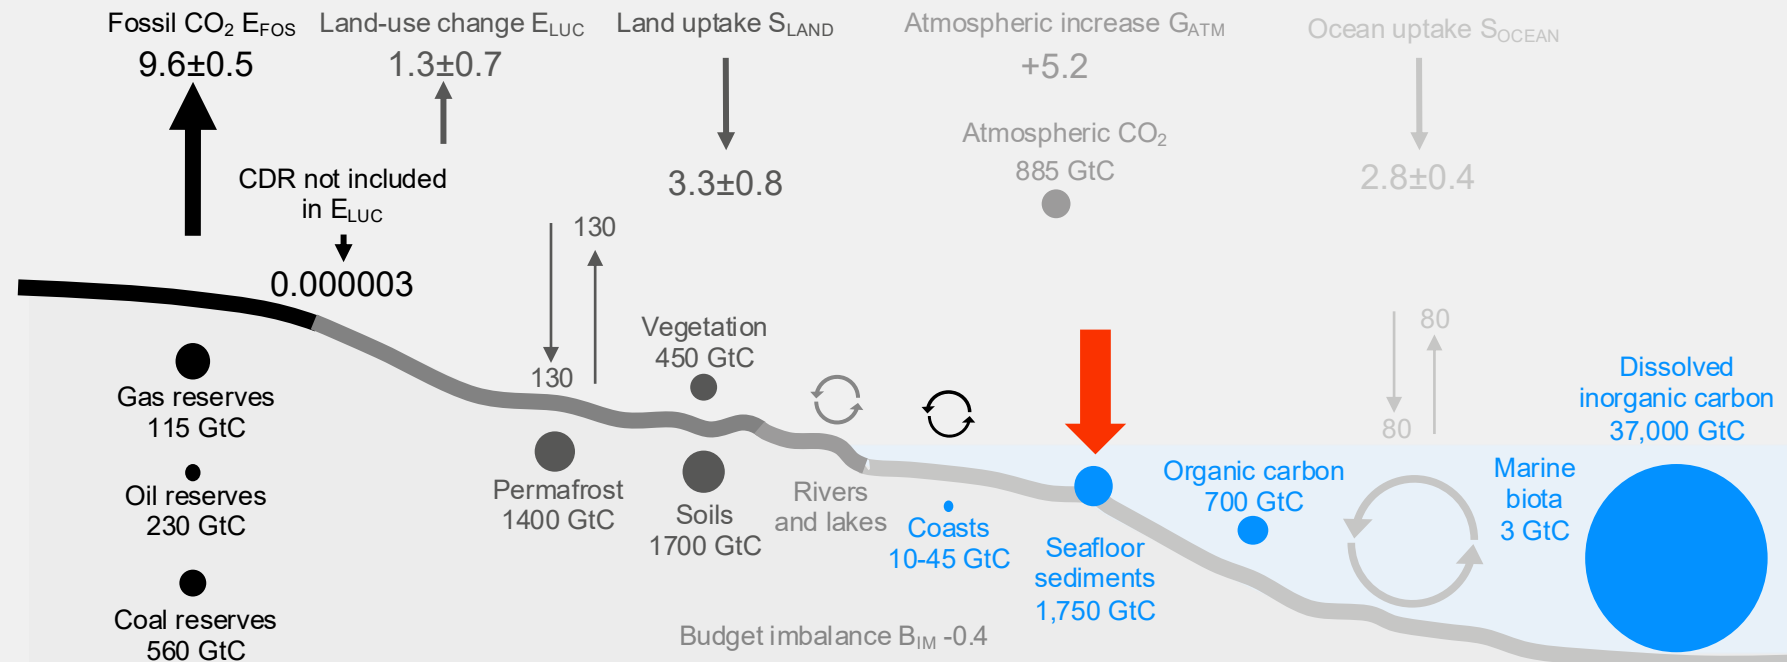 Fossil CO₂ E_FOS
9.6±0.5
Land-use change E_LUC
1.3±0.7
Land uptake S_LAND
3.3±0.8
Atmospheric increase G_ATM
+5.2
Atmospheric CO₂
885 GtC
Ocean uptake S_OCEAN
2.8±0.4
CDR not included
in E_LUC
0.000003
130
130
80
80
Gas reserves
115 GtC
Oil reserves
230 GtC
Coal reserves
560 GtC
Permafrost
1400 GtC
Vegetation
450 GtC
Soils
1700 GtC
Rivers
and lakes
Coasts
10-45 GtC
Seafloor
sediments
1,750 GtC
Organic carbon
700 GtC
Marine
biota
3 GtC
Dissolved
inorganic carbon
37,000 GtC
Budget imbalance B_IM -0.4